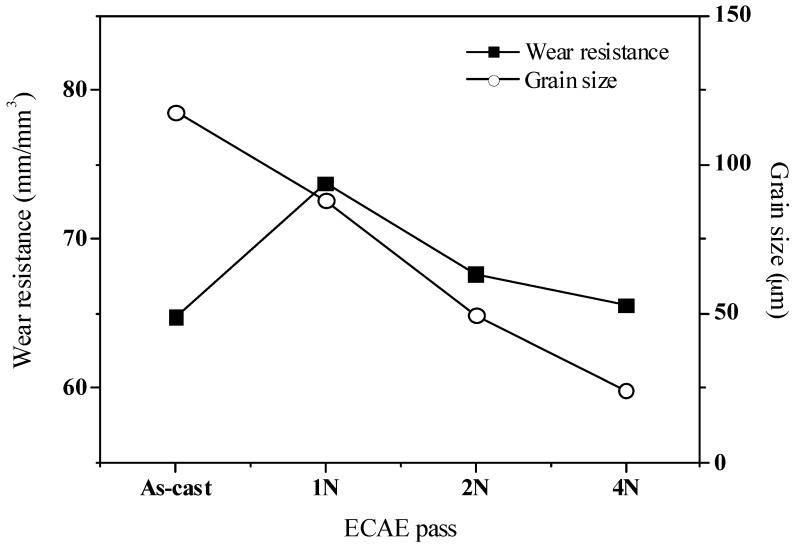 Wear resistance
Grain size
80
70
60
150
100
50
0
Wear resistance (mm/mm³)
Grain size (μm)
As-cast 1N 2N 4N
ECAE pass